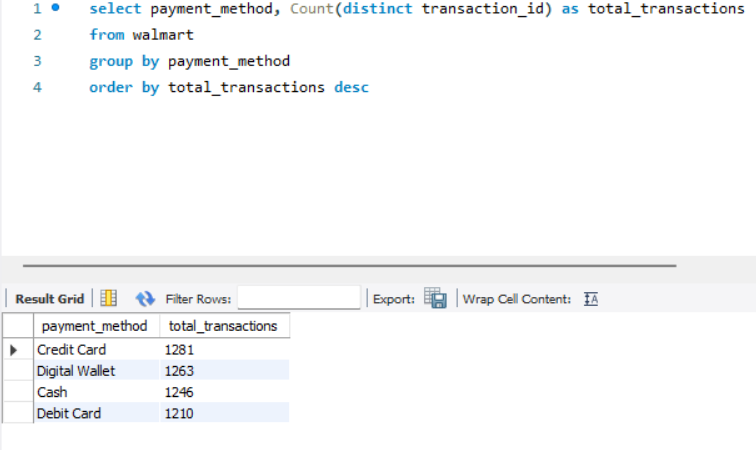 1 select payment_method, Count(distinct transaction_id) as total_transactions
2 from walmart
3 group by payment_method
4 order by total_transactions desc
Result Grid Filter Rows: Export: Wrap Cell Content: IA
payment_method total_transactions
Credit Card 1281
Digital Wallet 1263
Cash 1246
Debit Card 1210